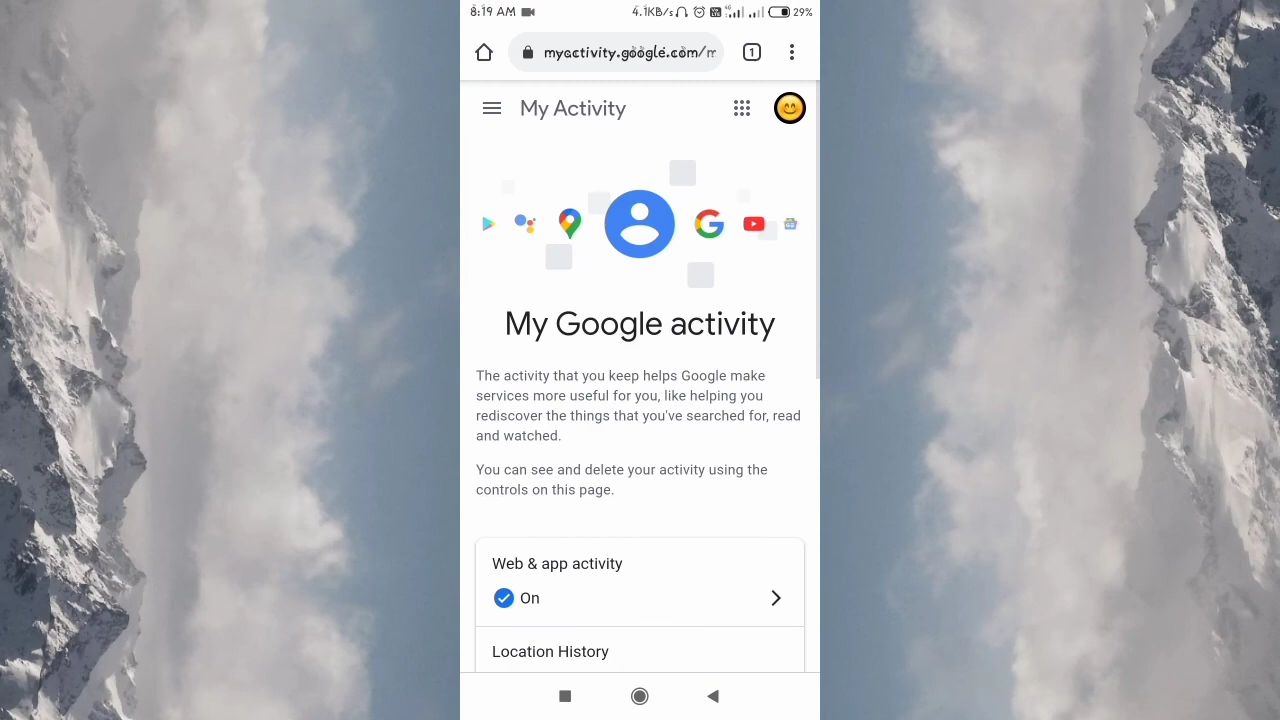 8:19 AM 4.1KB/s 4G 29%
myactivity.google.com/m 1
My Activity
My Google activity
The activity that you keep helps Google make
services more useful for you, like helping you
rediscover the things that you've searched for, read
and watched.
You can see and delete your activity using the
controls on this page.
Web & app activity
On
Location History